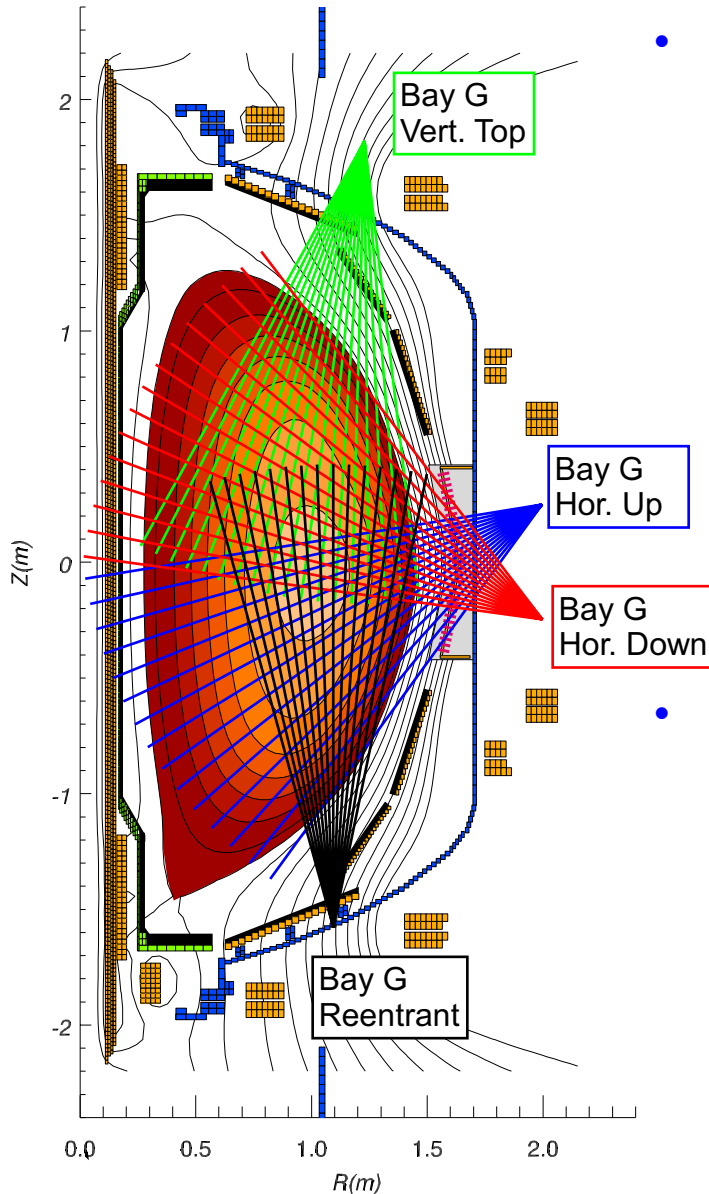 Bay G
Vert. Top
2
1
Bay G
Hor. Up
Z(m)
0
Bay G
Hor. Down
-1
Bay G
Reentrant
-2
0.0
0.5
1.0
1.5
2.0
R(m)